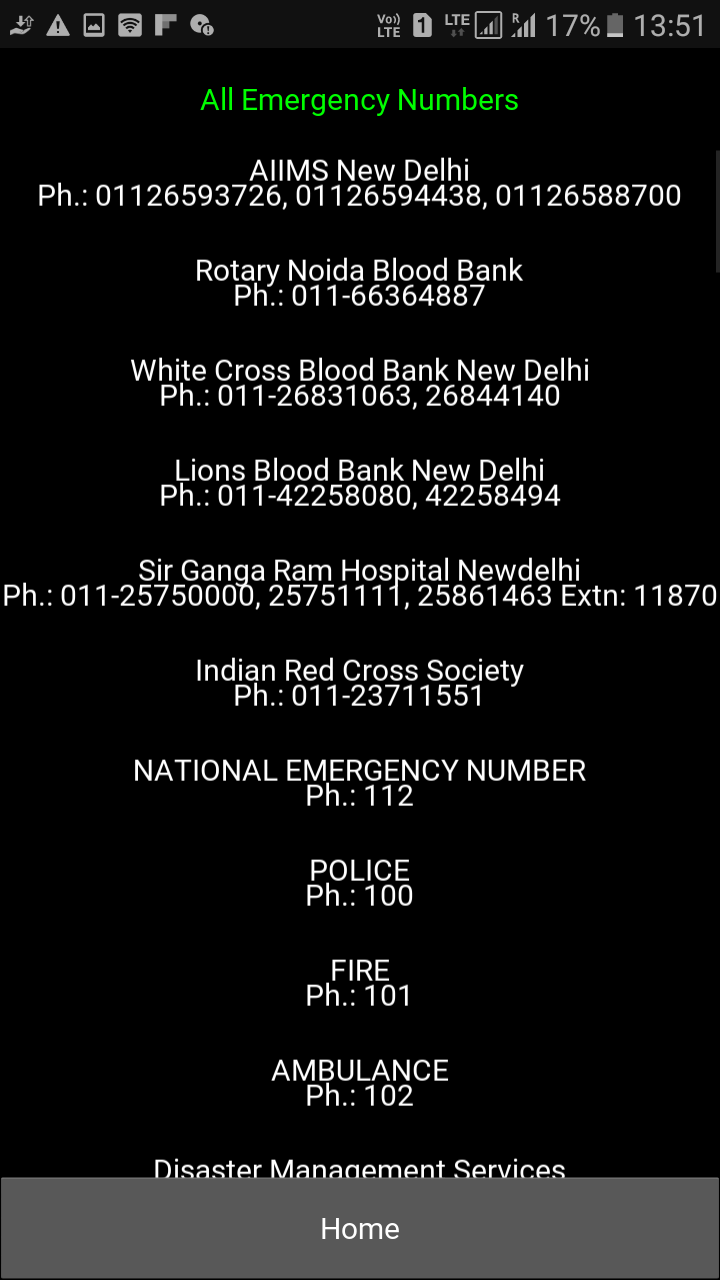 Vo)) LTE 1 LTE R 17% 13:51
All Emergency Numbers
AIIMS New Delhi
Ph.: 01126593726, 01126594438, 01126588700
Rotary Noida Blood Bank
Ph.: 011-66364887
White Cross Blood Bank New Delhi
Ph.: 011-26831063, 26844140
Lions Blood Bank New Delhi
Ph.: 011-42258080, 42258494
Sir Ganga Ram Hospital Newdelhi
Ph.: 011-25750000, 25751111, 25861463 Extn: 11870
Indian Red Cross Society
Ph.: 011-23711551
NATIONAL EMERGENCY NUMBER
Ph.: 112
POLICE
Ph.: 100
FIRE
Ph.: 101
AMBULANCE
Ph.: 102
Disaster Management Services
Home